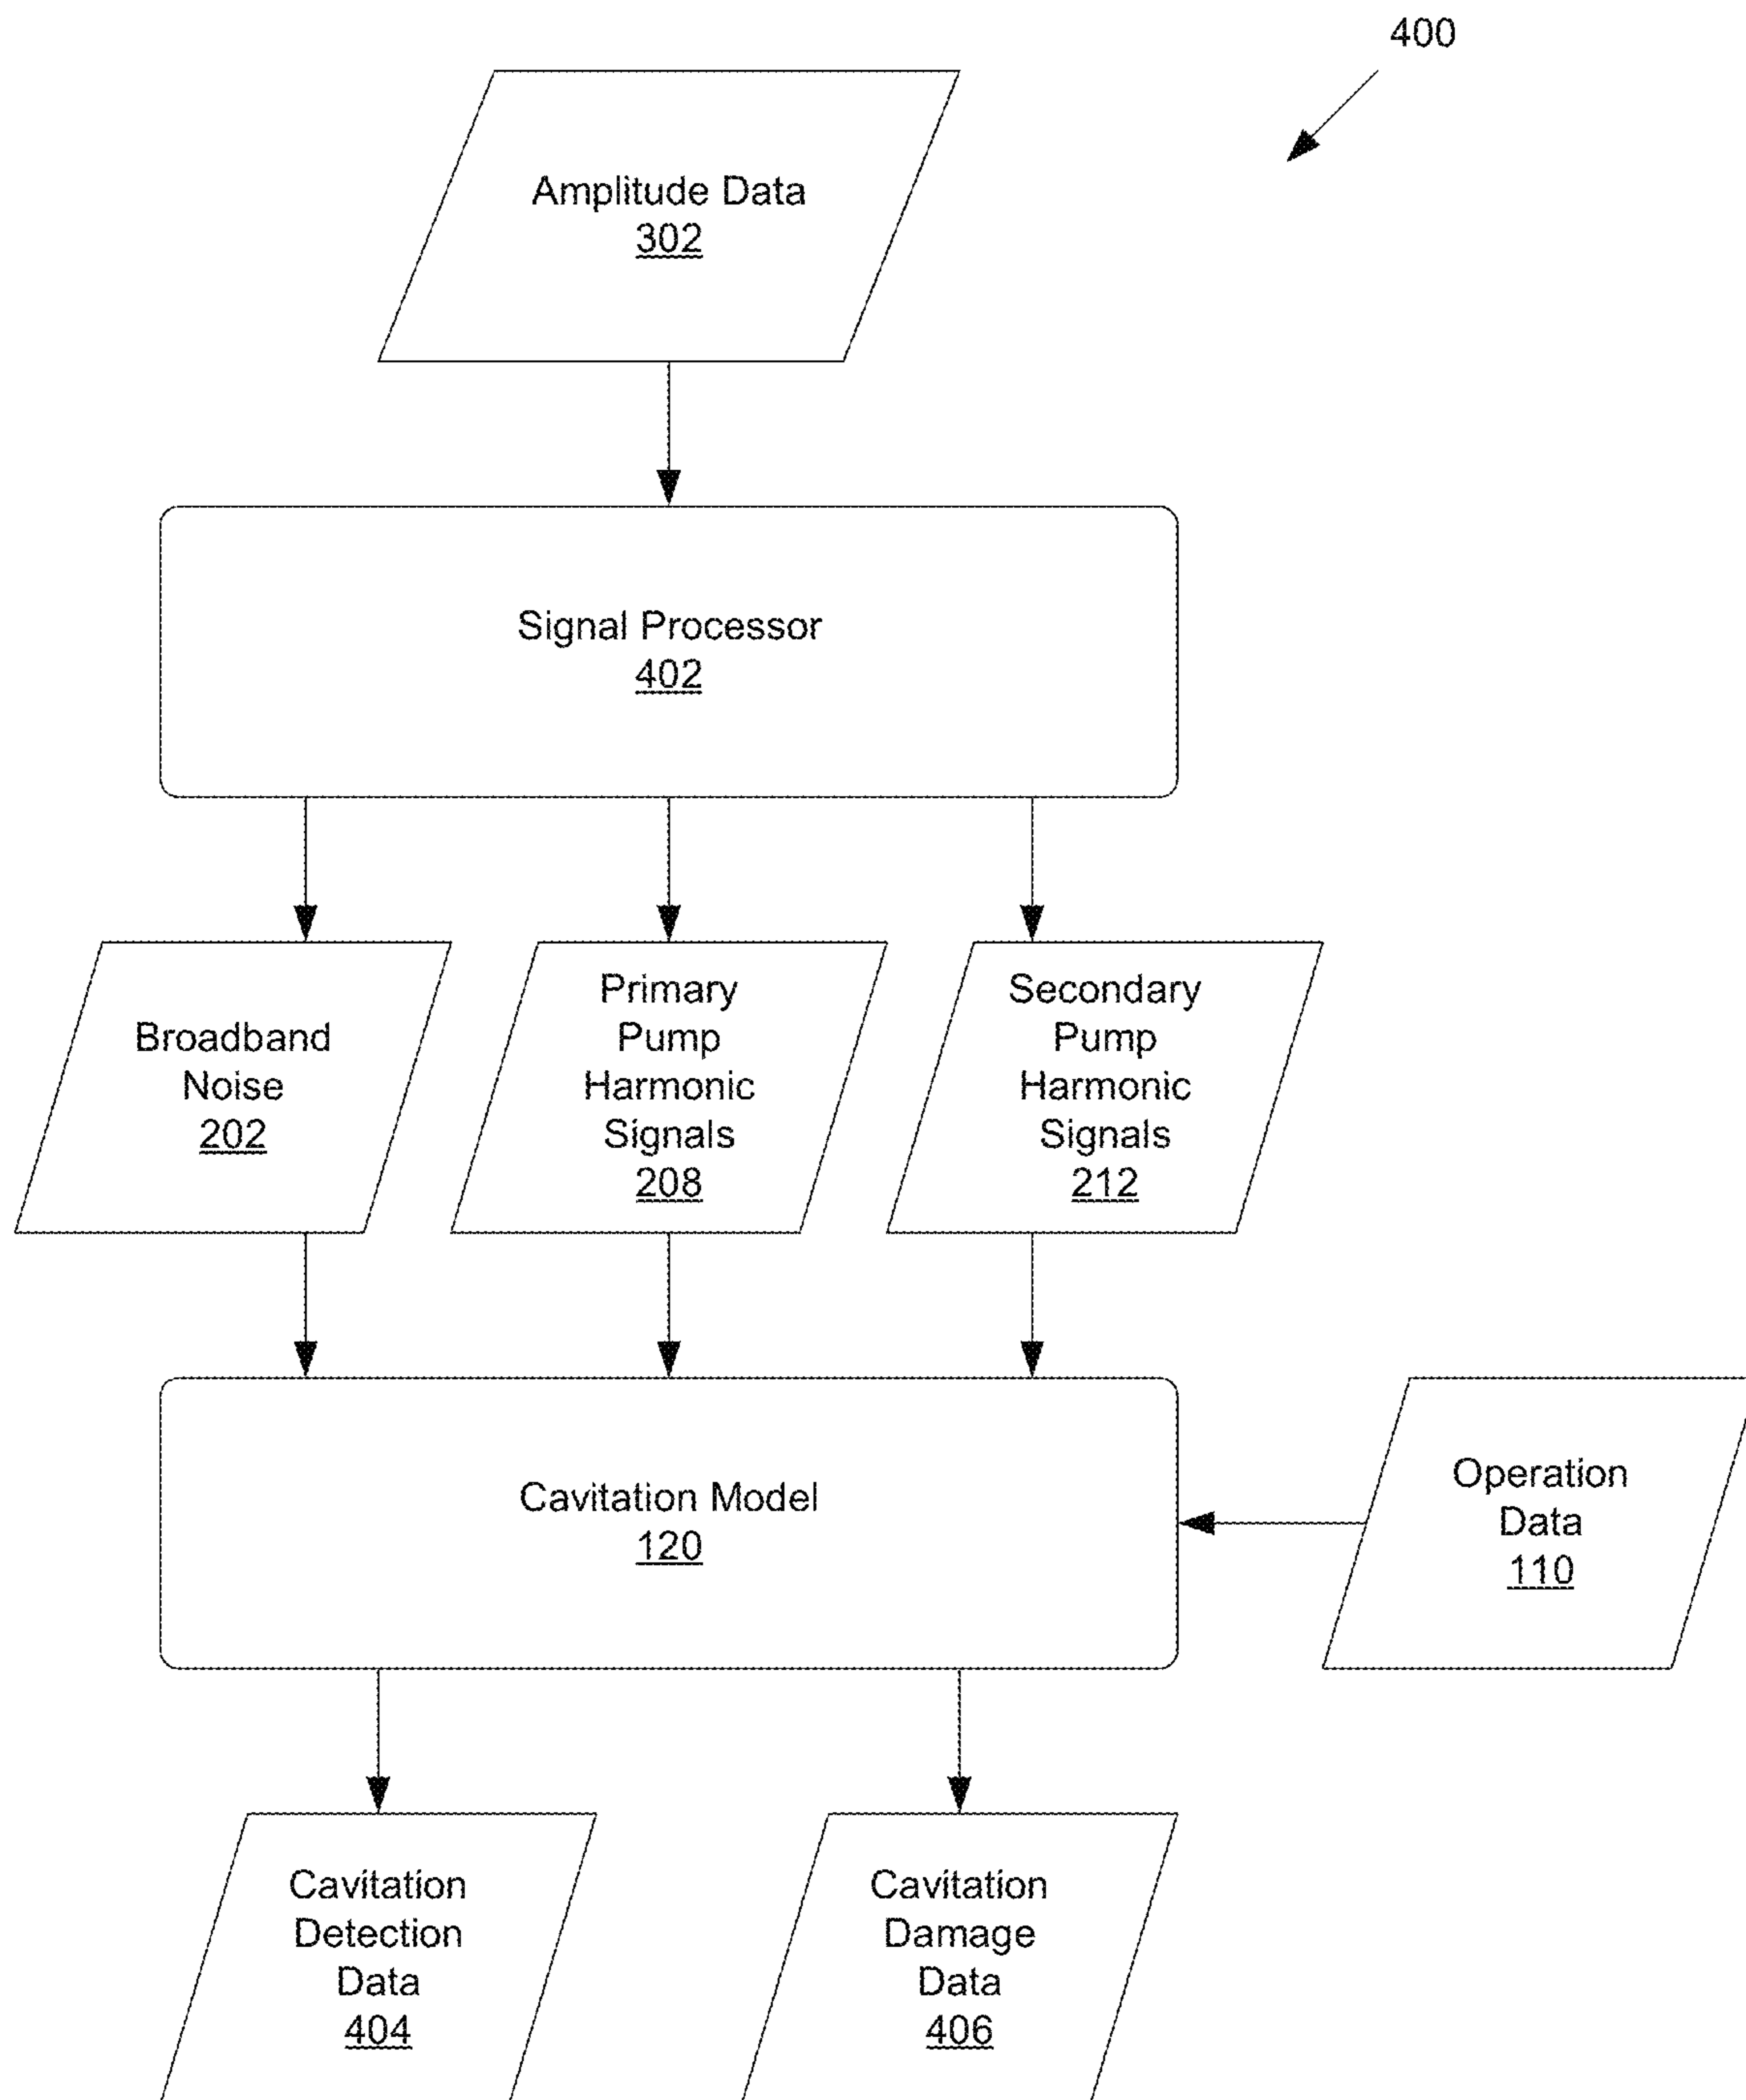 400
Amplitude Data
302
Signal Processor
402
Broadband
Noise
202
Primary
Pump
Harmonic
Signals
208
Secondary
Pump
Harmonic
Signals
212
Cavitation Model
120
Operation
Data
110
Cavitation
Detection
Data
404
Cavitation
Damage
Data
406